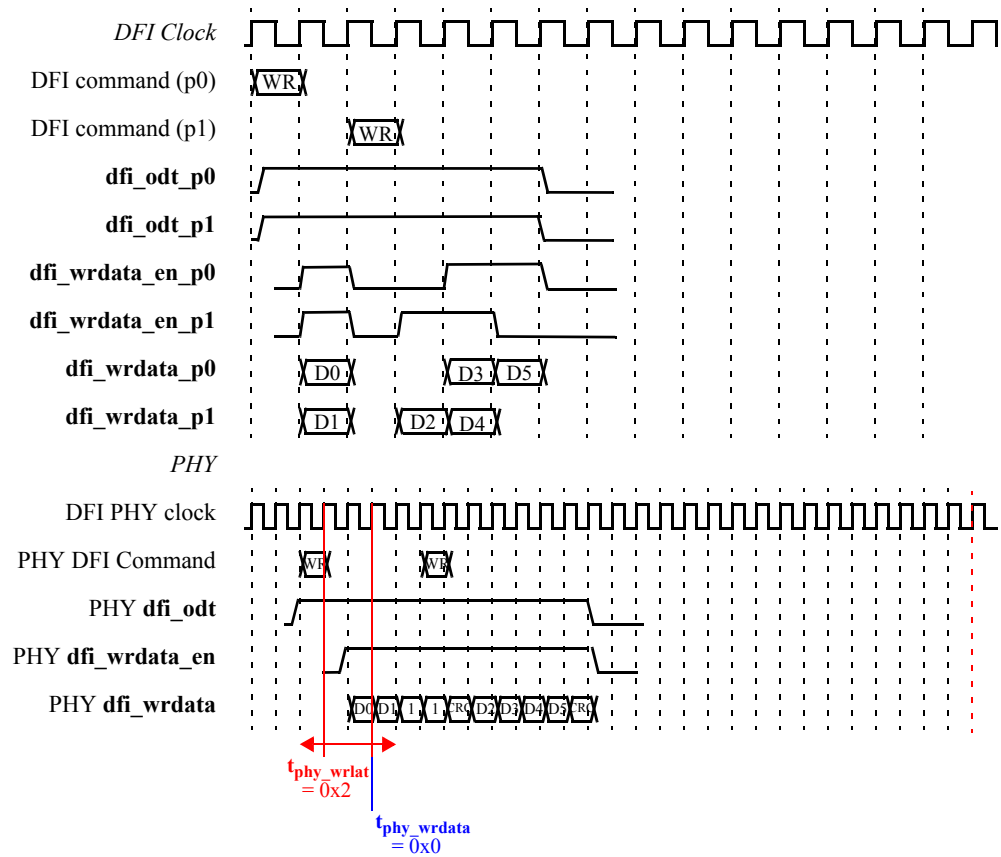 DFI Clock
DFI command (p0) WR
DFI command (p1) WR
dfi_odt_p0
dfi_odt_p1
dfi_wrdata_en_p0
dfi_wrdata_en_p1
dfi_wrdata_p0 D0 D3 D5
dfi_wrdata_p1 D1 D2 D4
PHY
DFI PHY clock
PHY DFI Command WR WR
PHY dfi_odt
PHY dfi_wrdata_en
PHY dfi_wrdata D0 D1 1 1 CRC D2 D3 D4 D5 CRC
tphy_wrlat
= 0x2
tphy_wrdata
= 0x0